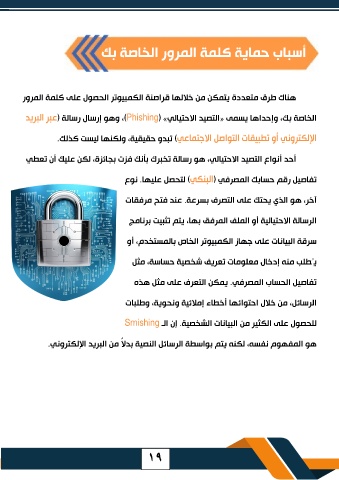 أسباب حماية كلمة المرور الخاصة بك
هناك طرق متعددة يتمكن من خلالها قراصنة الكمبيوتر الحصول على كلمة المرور
الخاصة بك، وإحداها يسمى «التصيد الاحتيالي» (Phishing)، وهو إرسال رسالة (عبر البريد
الإلكتروني أو تطبيقات التواصل الاجتماعي) تبدو حقيقية، ولكنها ليست كذلك.
أحد أنواع التصيد الاحتيالي، هو رسالة تخبرك بأنك فزت بجائزة، لكن عليك أن تعطي
تفاصيل رقم حسابك المصرفي (البنكي) لتحصل عليها. نوع
آخر، هو الذي يحثك على التصرف بسرعة. عند فتح مرفقات
الرسالة الاحتيالية أو الملف المرفق بها، يتم تثبيت برنامج
سرقة البيانات على جهاز الكمبيوتر الخاص بالمستخدم، أو
يُطلب منه إدخال معلومات تعريف شخصية حساسة، مثل
تفاصيل الحساب المصرفي. يمكن التعرف على مثل هذه
الرسائل، من خلال احتوائها أخطاء إملائية ونحوية، وطلبات
للحصول على الكثير من البيانات الشخصية. إن الـ Smishing
هو المفهوم نفسه، لكنه يتم بواسطة الرسائل النصية بدلاً من البريد الإلكتروني.
١٩